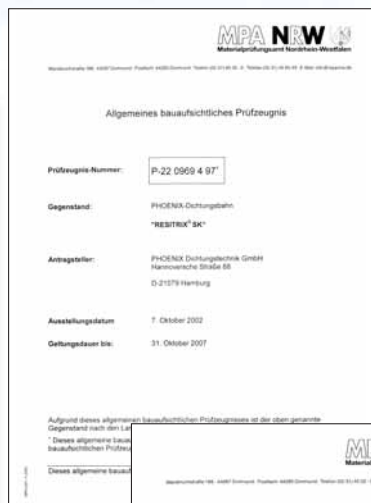 MPA NRW
Materialprüfungsamt Nordrhein-Westfalen
Allgemeines bauaufsichtliches Prüfzeugnis
Prüfzeugnis-Nummer: P-22 0969 4 97*
Gegenstand: PHOENIX-Dichtungsbahn
"RESITRIX® SK"
Antragsteller: PHOENIX Dichtungstechnik GmbH
Hannoversche Straße 88
D-21079 Hamburg
Ausstellungsdatum 7. Oktober 2002
Geltungsdauer bis: 31. Oktober 2007
Aufgrund dieses allgemeinen bauaufsichtlichen Prüfzeugnisses ist der oben genannte
Gegenstand nach den
* Dieses allgemeine
bauaufsichtlichen
Dieses allgemeine